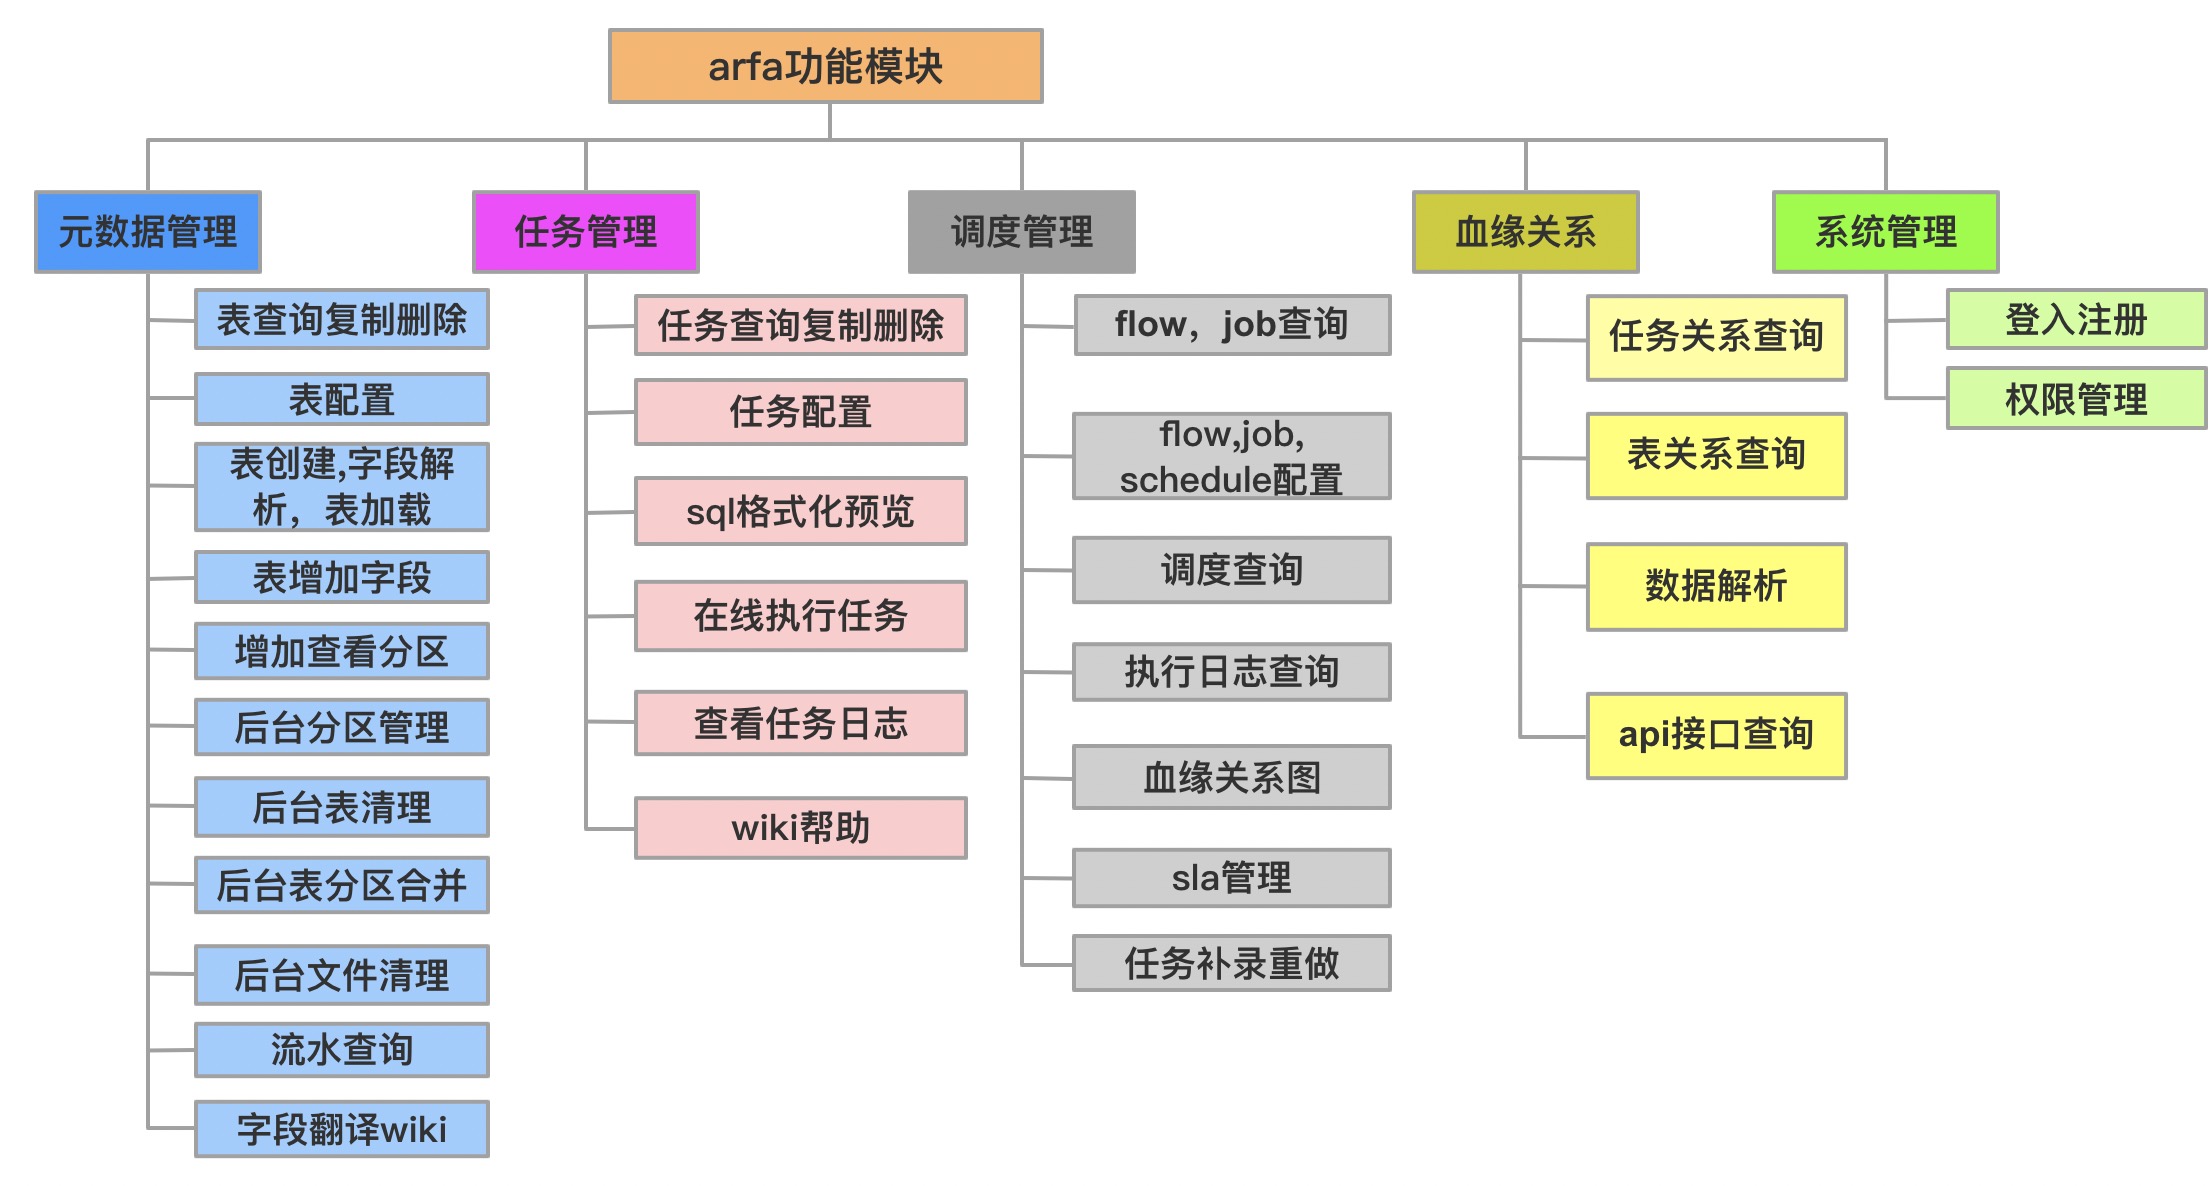 arfa功能模块
元数据管理
表查询复制删除
表配置
表创建,字段解
析，表加载
表增加字段
增加查看分区
后台分区管理
后台表清理
后台表分区合并
后台文件清理
流水查询
字段翻译wiki
任务管理
任务查询复制删除
任务配置
sql格式化预览
在线执行任务
查看任务日志
wiki帮助
调度管理
flow，job查询
flow,job,
schedule配置
调度查询
执行日志查询
血缘关系图
sla管理
任务补录重做
血缘关系
任务关系查询
表关系查询
数据解析
api接口查询
系统管理
登入注册
权限管理